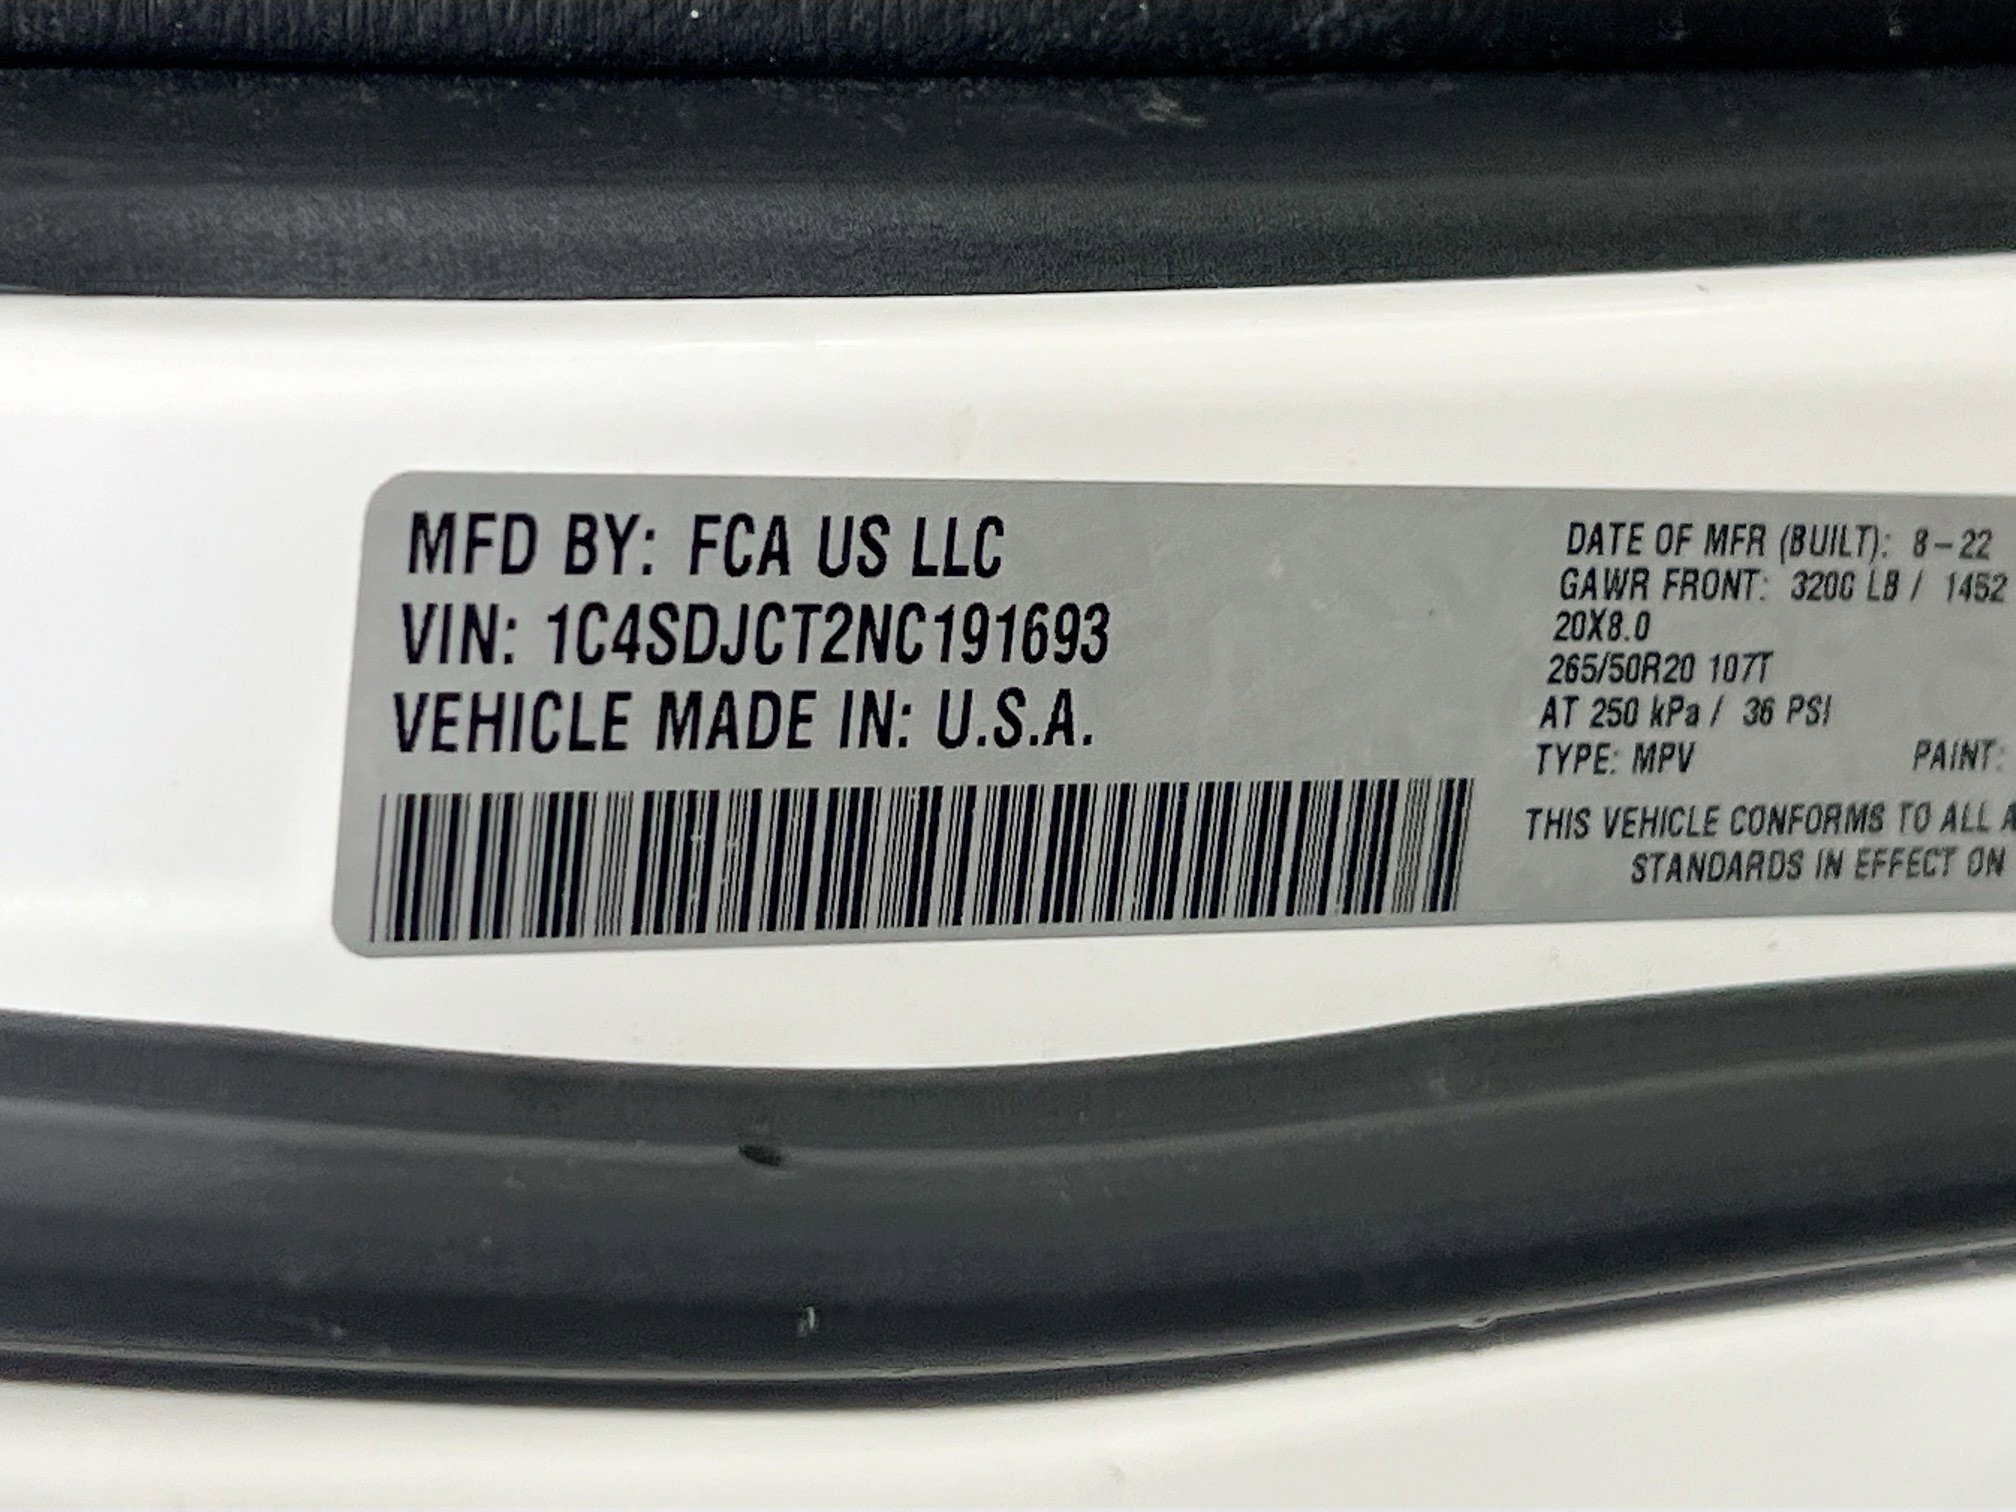 MFD BY: FCA US LLC
VIN: 1C4SDJCT2NC191693
VEHICLE MADE IN: U.S.A.
DATE OF MFR (BUILT): 8-22
GAWR FRONT: 3200 LB / 1452
20X8.0
265/50R20 107T
AT 250 kPa / 36 PSI
TYPE: MPV PAINT:
THIS VEHICLE CONFORMS TO ALL A
STANDARDS IN EFFECT ON